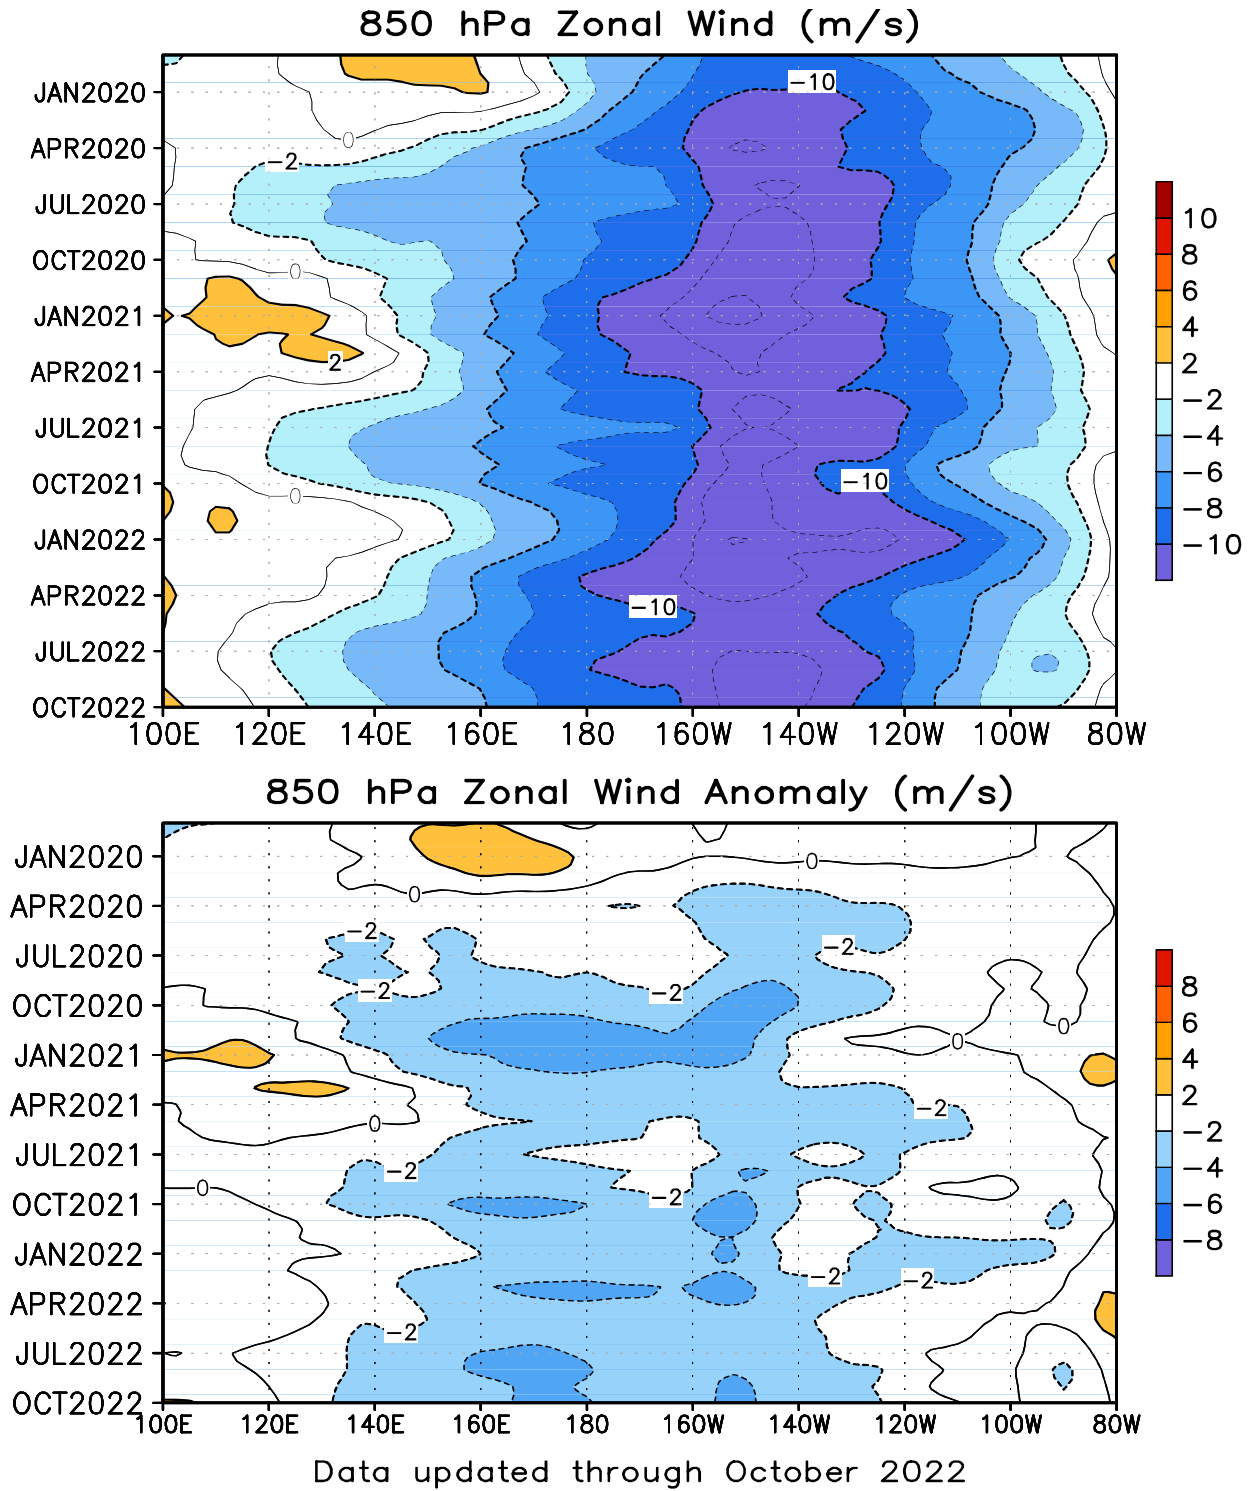 850 hPa Zonal Wind (m/s)
JAN2020
APR2020
JUL2020
OCT2020
JAN2021
APR2021
JUL2021
OCT2021
JAN2022
APR2022
JUL2022
OCT2022
-10
0
-2
0
2
0
-10
-10
100E 120E 140E 160E 180 160W 140W 120W 100W 80W
10
8
6
4
2
-2
-4
-6
-8
-10
850 hPa Zonal Wind Anomaly (m/s)
JAN2020
APR2020
JUL2020
OCT2020
JAN2021
APR2021
JUL2021
OCT2021
JAN2022
APR2022
JUL2022
OCT2022
0
0
-2
-2
-2
-2
0
0
-2
0
-2
0
-2
-2
-2
-2
100E 120E 140E 160E 180 160W 140W 120W 100W 80W
8
6
4
2
-2
-4
-6
-8
Data updated through October 2022